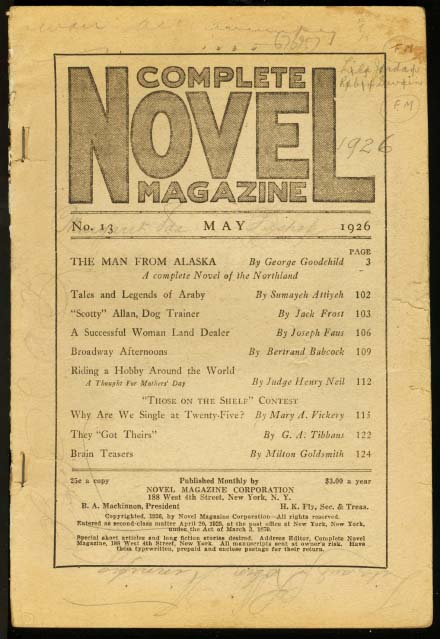 COMPLETE
NOVEL
MAGAZINE
No. 13 MAY 1926
PAGE
THE MAN FROM ALASKA By George Goodchild 3
A complete Novel of the Northland
Tales and Legends of Araby By Sumayeh Attiyeh 102
"Scotty" Allan, Dog Trainer By Jack Frost 103
A Successful Woman Land Dealer By Joseph Faus 106
Broadway Afternoons By Bertrand Babcock 109
Riding a Hobby Around the World
A Thought For Mothers' Day By Judge Henry Neil 112
"THOSE ON THE SHELF" CONTEST
Why Are We Single at Twenty-Five? By Mary A. Vickery 115
They "Got Theirs" By G. A. Tibbans 122
Brain Teasers By Milton Goldsmith 124
25c a copy Published Monthly by $3.00 a year
NOVEL MAGAZINE CORPORATION
188 West 4th Street, New York, N. Y.
B. A. Mackinnon, President H. K. Fly, Sec. & Treas.
Copyrighted, 1926, by Novel Magazine Corporation—All rights reserved.
Entered as second-class matter April 20, 1925, at the post office at New York, New York,
under the Act of March 3, 1879.
Special short articles and long fiction stories desired. Address Editor, Complete Novel
Magazine, 188 West 4th Street, New York. All manuscripts sent at owner's risk. Have
them typewritten, prepaid and unclose postage for their return.
FM
1926
FM